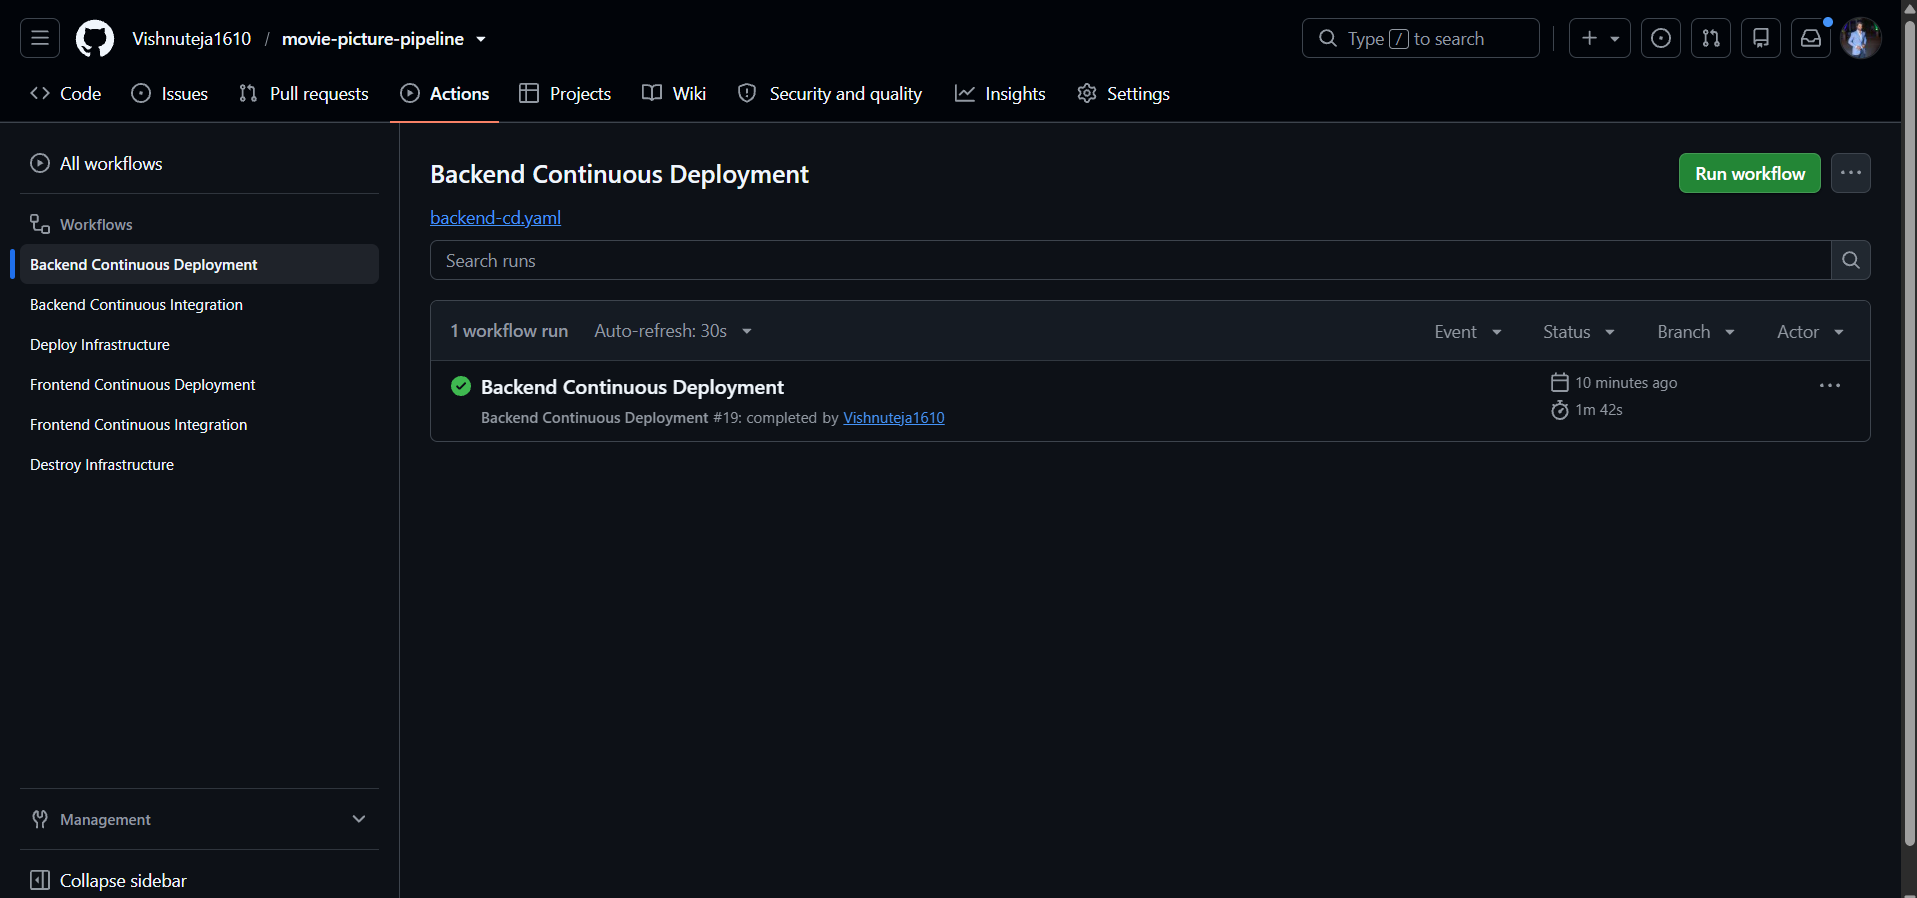 Vishnuteja1610 / movie-picture-pipeline
Type / to search
Code
Issues
Pull requests
Actions
Projects
Wiki
Security and quality
Insights
Settings
All workflows
Workflows
Backend Continuous Deployment
Backend Continuous Integration
Deploy Infrastructure
Frontend Continuous Deployment
Frontend Continuous Integration
Destroy Infrastructure
Management
Collapse sidebar
Backend Continuous Deployment
Run workflow
backend-cd.yaml
Search runs
1 workflow run
Auto-refresh: 30s
Event
Status
Branch
Actor
Backend Continuous Deployment
Backend Continuous Deployment #19: completed by Vishnuteja1610
10 minutes ago
1m 42s